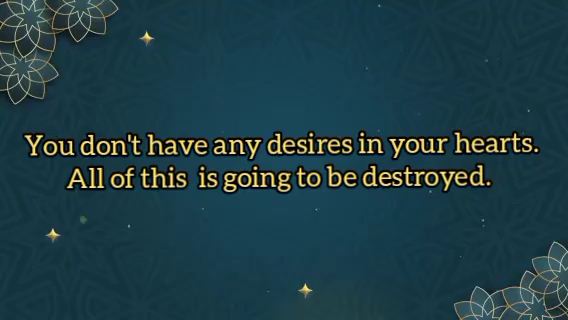 You don't have any desires in your hearts.
All of this is going to be destroyed.